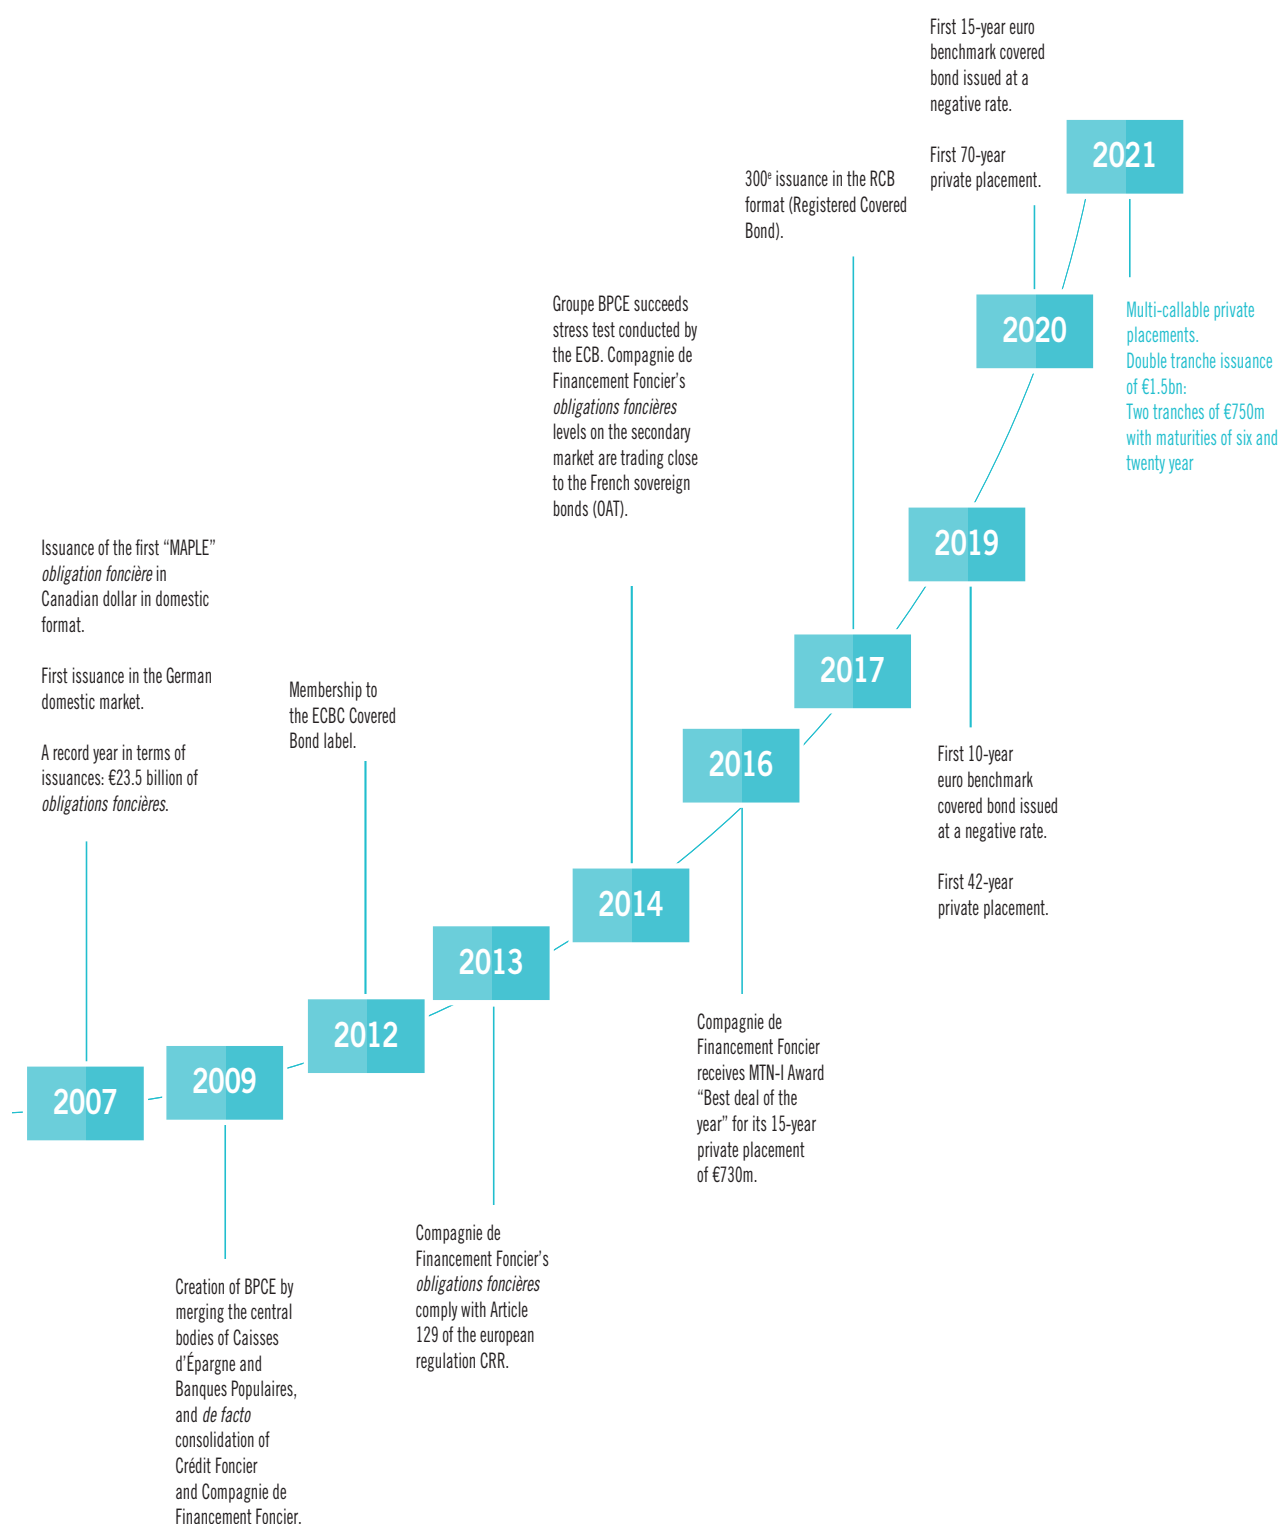 First 15-year euro
benchmark covered
bond issued at a
negative rate.
First 70-year
private placement.
2021
300e issuance in the RCB
format (Registered Covered
Bond).
Groupe BPCE succeeds
stress test conducted by
the ECB. Compagnie de
Financement Foncier’s
obligations foncières
levels on the secondary
market are trading close
to the French sovereign
bonds (OAT).
2020
Multi-callable private
placements.
Double tranche issuance
of €1.5bn:
Two tranches of €750m
with maturities of six and
twenty year
2019
Issuance of the first “MAPLE”
obligation foncière in
Canadian dollar in domestic
format.
First issuance in the German
domestic market.
A record year in terms of
issuances: €23.5 billion of
obligations foncières.
Membership to
the ECBC Covered
Bond label.
2017
2016
First 10-year
euro benchmark
covered bond issued
at a negative rate.
First 42-year
private placement.
2014
2013
2012
2009
2007
Compagnie de
Financement Foncier
receives MTN-I Award
“Best deal of the
year” for its 15-year
private placement
of €730m.
Compagnie de
Financement Foncier’s
obligations foncières
comply with Article
129 of the european
regulation CRR.
Creation of BPCE by
merging the central
bodies of Caisses
d’Épargne and
Banques Populaires,
and de facto
consolidation of
Crédit Foncier
and Compagnie de
Financement Foncier.